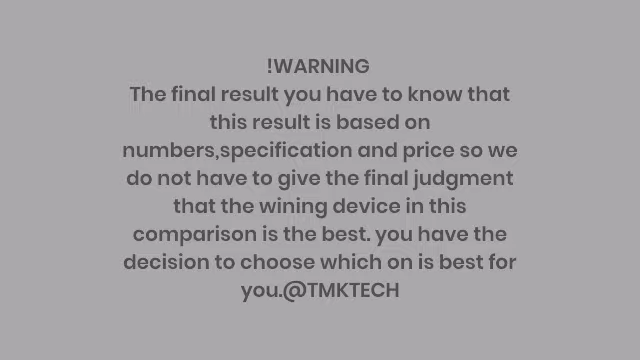 !WARNING
The final result you have to know that
this result is based on
numbers,specification and price so we
do not have to give the final judgment
that the wining device in this
comparison is the best. you have the
decision to choose which on is best for
you.@TMKTECH